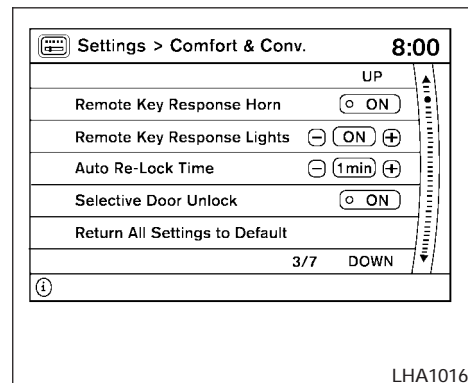 Settings > Comfort & Conv. 8:00
UP
Remote Key Response Horn ON
Remote Key Response Lights − ON +
Auto Re-Lock Time − 1min +
Selective Door Unlock ON
Return All Settings to Default
3/7 DOWN
i
LHA1016